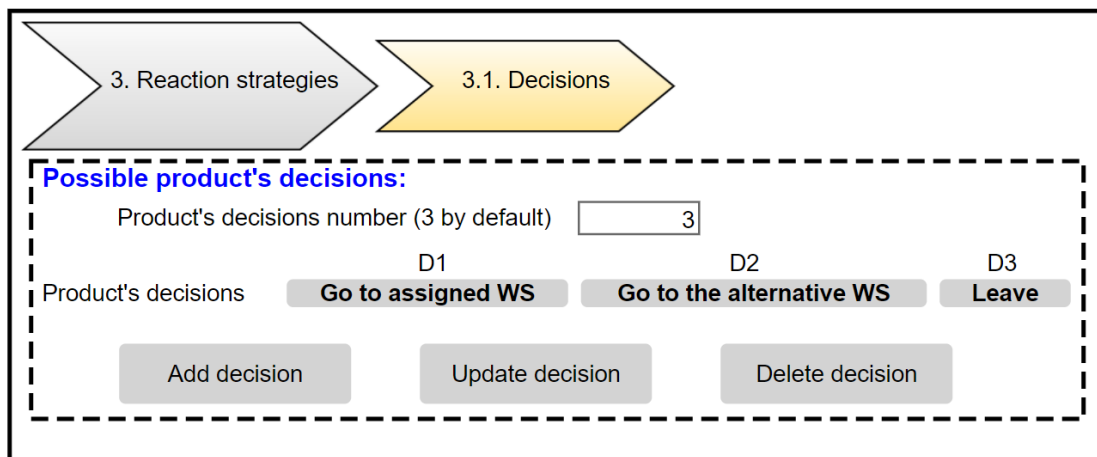 3. Reaction strategies
3.1. Decisions
Possible product's decisions:
Product's decisions number (3 by default) 3
D1 D2 D3
Product's decisions Go to assigned WS Go to the alternative WS Leave
Add decision Update decision Delete decision